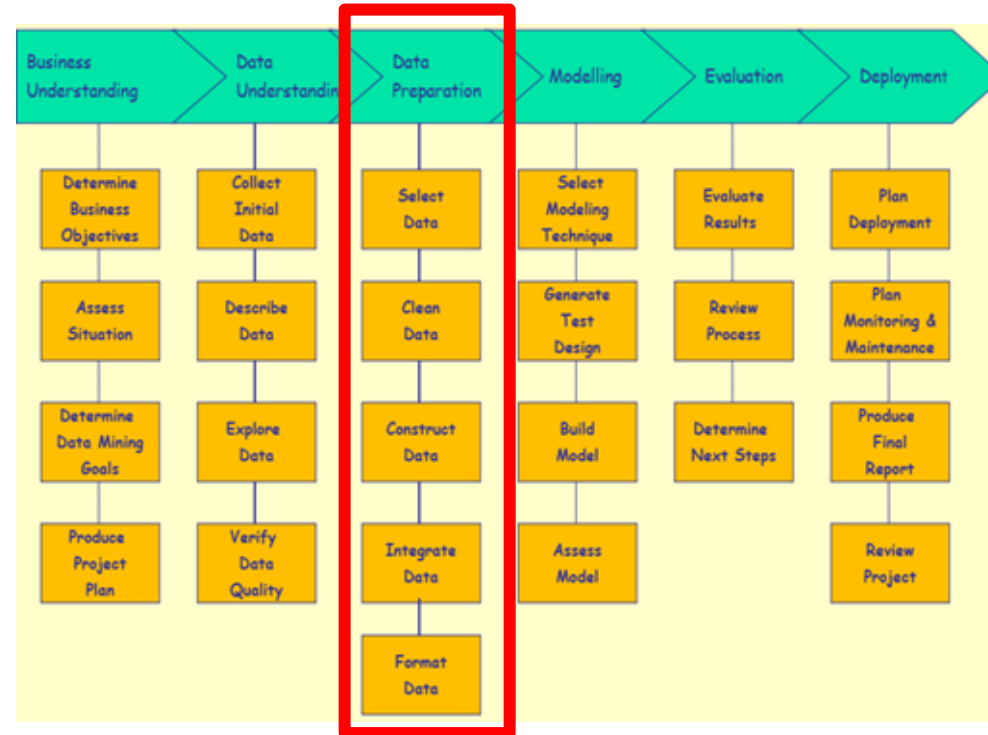 Business
Understanding
Data
Understandin
Data
Preparation
Modelling
Evaluation
Deployment
Determine
Business
Objectives
Assess
Situation
Determine
Data Mining
Goals
Produce
Project
Plan
Collect
Initial
Data
Describe
Data
Explore
Data
Verify
Data
Quality
Select
Data
Clean
Data
Construct
Data
Integrate
Data
Format
Data
Select
Modeling
Technique
Generate
Test
Design
Build
Model
Assess
Model
Evaluate
Results
Review
Process
Determine
Next Steps
Plan
Deployment
Plan
Monitoring &
Maintenance
Produce
Final
Report
Review
Project